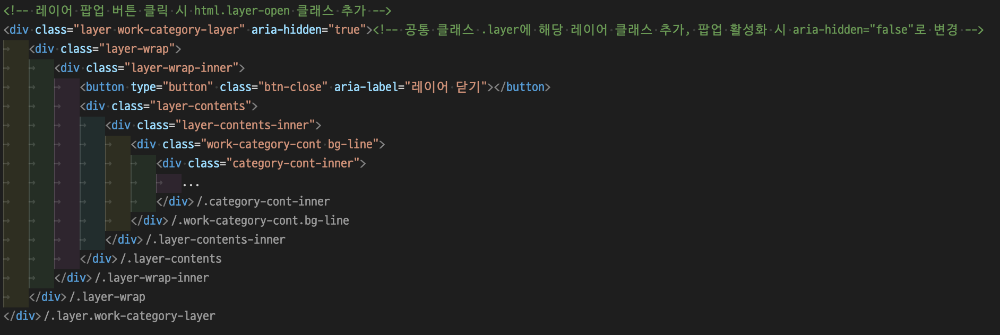 <!-- 레이어 팝업 버튼 클릭 시 html.layer-open 클래스 추가 -->
<div class="layer work-category-layer" aria-hidden="true"><!-- 공통 클래스 .layer에 해당 레이어 클래스 추가, 팝업 활성화 시 aria-hidden="false"로 변경 -->
<div class="layer-wrap">
<div class="layer-wrap-inner">
<button type="button" class="btn-close" aria-label="레이어 닫기"></button>
<div class="layer-contents">
<div class="layer-contents-inner">
<div class="work-category-cont bg-line">
<div class="category-cont-inner">
...
</div> /.category-cont-inner
</div> /.work-category-cont.bg-line
</div> /.layer-contents-inner
</div> /.layer-contents
</div> /.layer-wrap-inner
</div> /.layer-wrap
</div> /.layer.work-category-layer